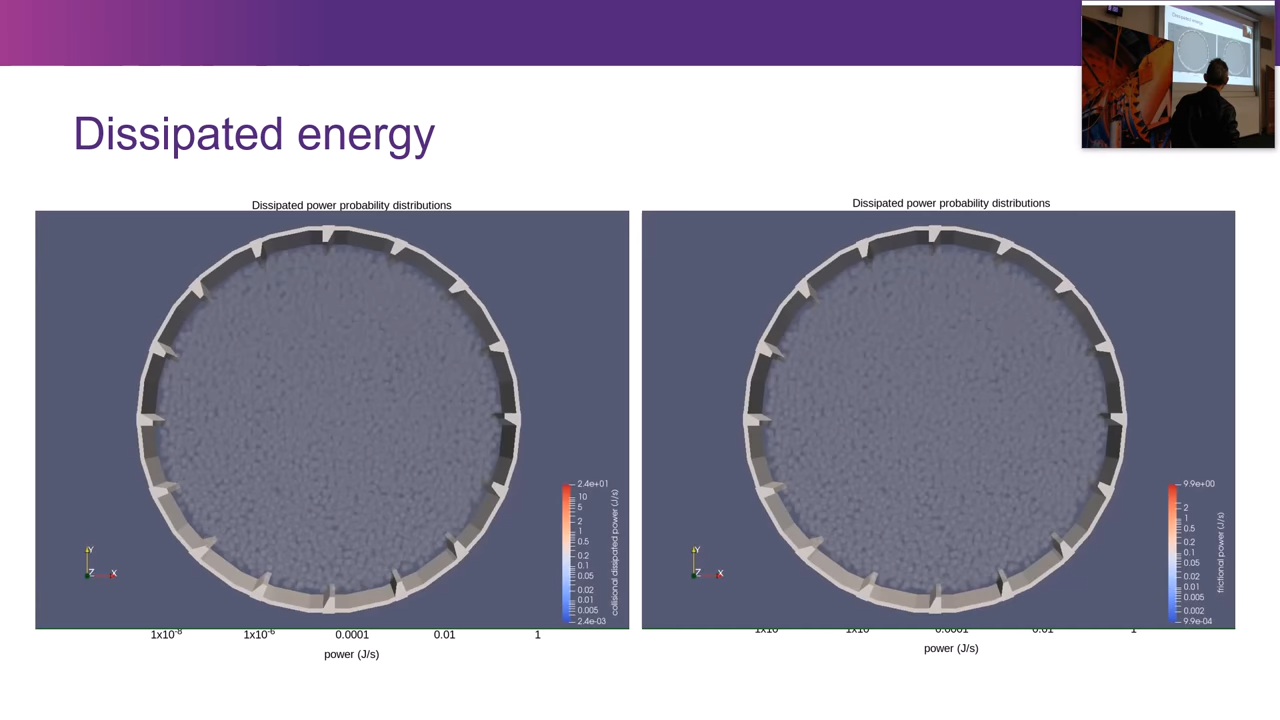 Dissipated energy
Dissipated power probability distributions
2.4e+01
10
5
2
1
0.5
0.2
0.1
0.05
0.02
0.01
0.005
2.4e-03
collisional dissipated power (J/s)
Y
Z
X
1x10-8
1x10-6
0.0001
0.01
1
power (J/s)
Dissipated power probability distributions
9.9e+00
2
1
0.5
0.2
0.1
0.05
0.02
0.01
0.005
0.002
9.9e-04
frictional power (J/s)
Y
Z
X
1x10
1x10
0.0001
0.01
1
power (J/s)
Dissipated energy